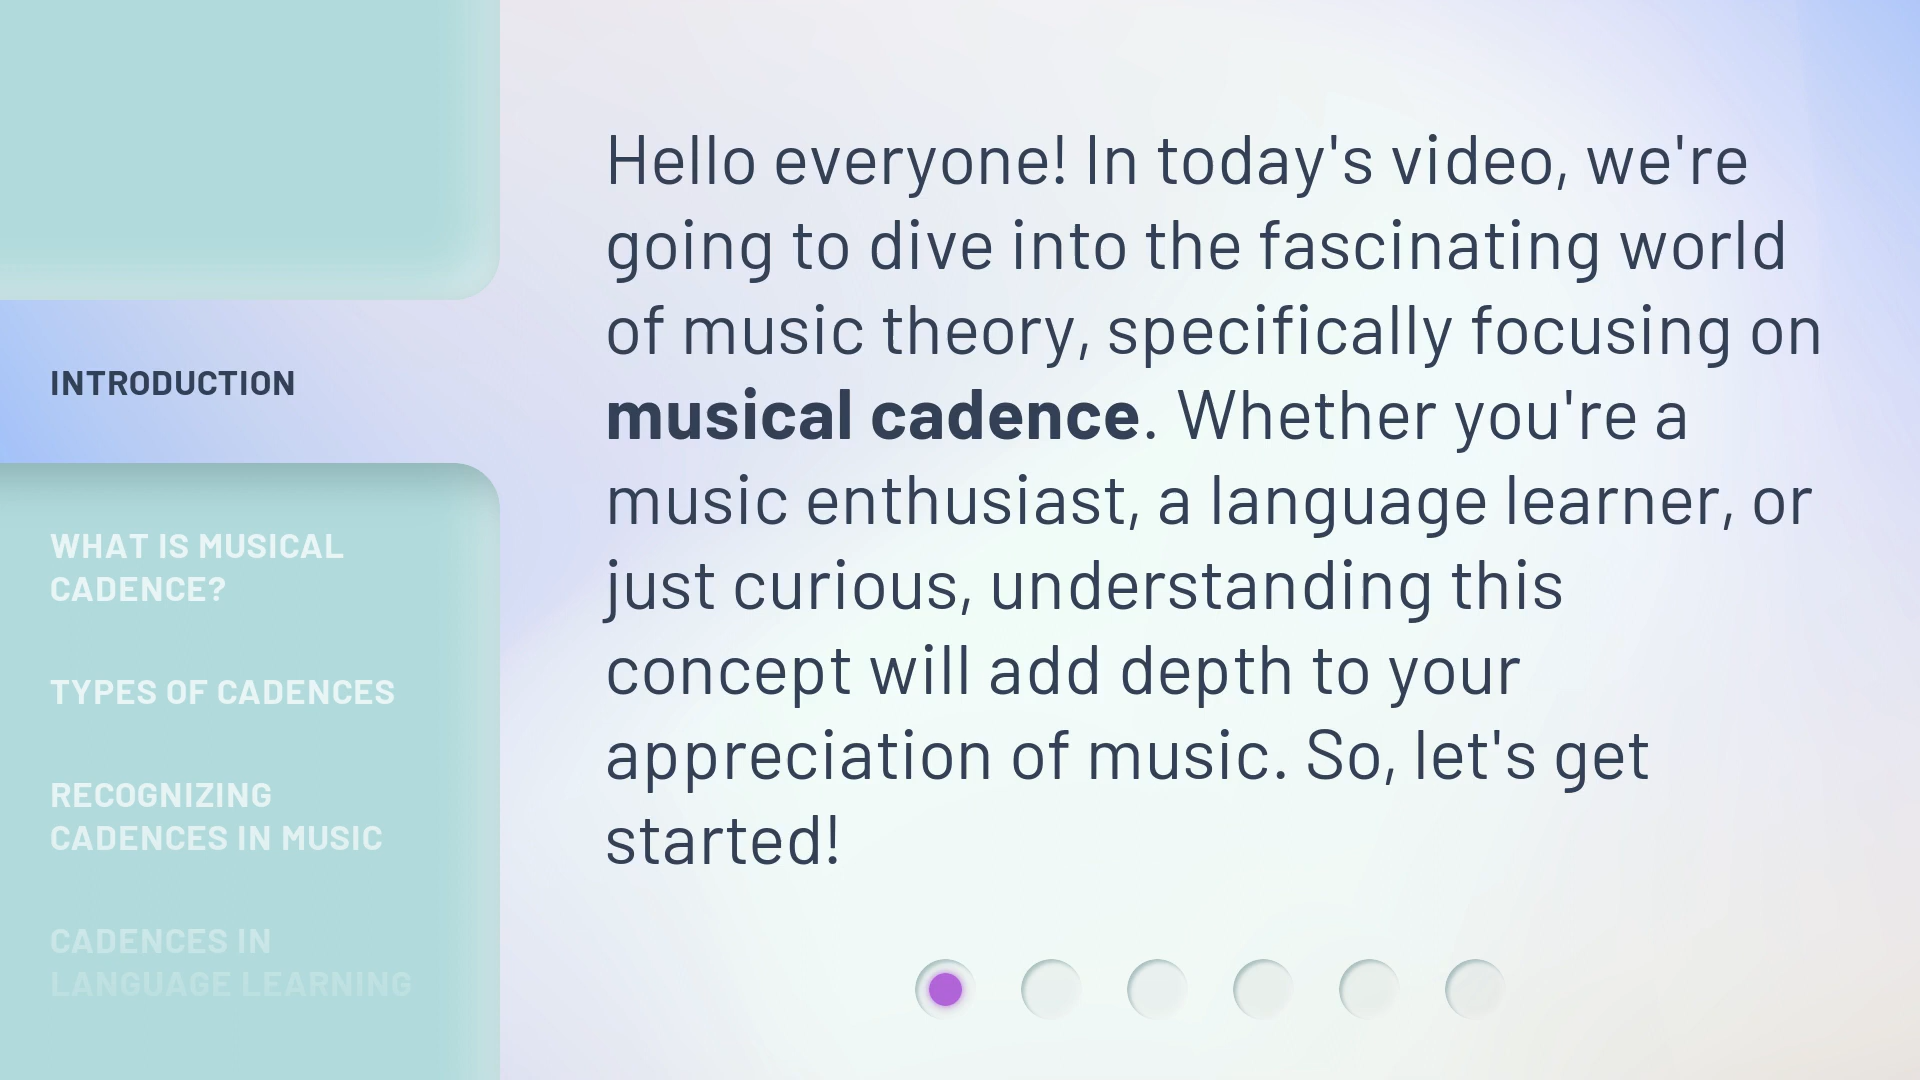 INTRODUCTION
WHAT IS MUSICAL
CADENCE?
TYPES OF CADENCES
RECOGNIZING
CADENCES IN MUSIC
CADENCES IN
LANGUAGE LEARNING
Hello everyone! In today's video, we're
going to dive into the fascinating world
of music theory, specifically focusing on
musical cadence. Whether you're a
music enthusiast, a language learner, or
just curious, understanding this
concept will add depth to your
appreciation of music. So, let's get
started!